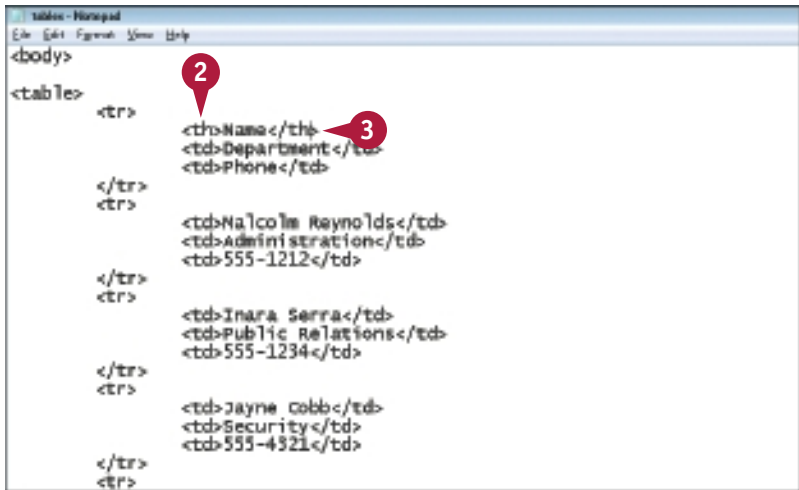 tables - Notepad
File Edit Format View Help
<body>
2
<table>
<tr>
<th>Name</th>
3
<td>Department</td>
<td>Phone</td>
</tr>
<tr>
<td>Malcolm Reynolds</td>
<td>Administration</td>
<td>555-1212</td>
</tr>
<tr>
<td>Inara Serra</td>
<td>Public Relations</td>
<td>555-1234</td>
</tr>
<tr>
<td>Jayne Cobb</td>
<td>Security</td>
<td>555-4321</td>
</tr>
<tr>